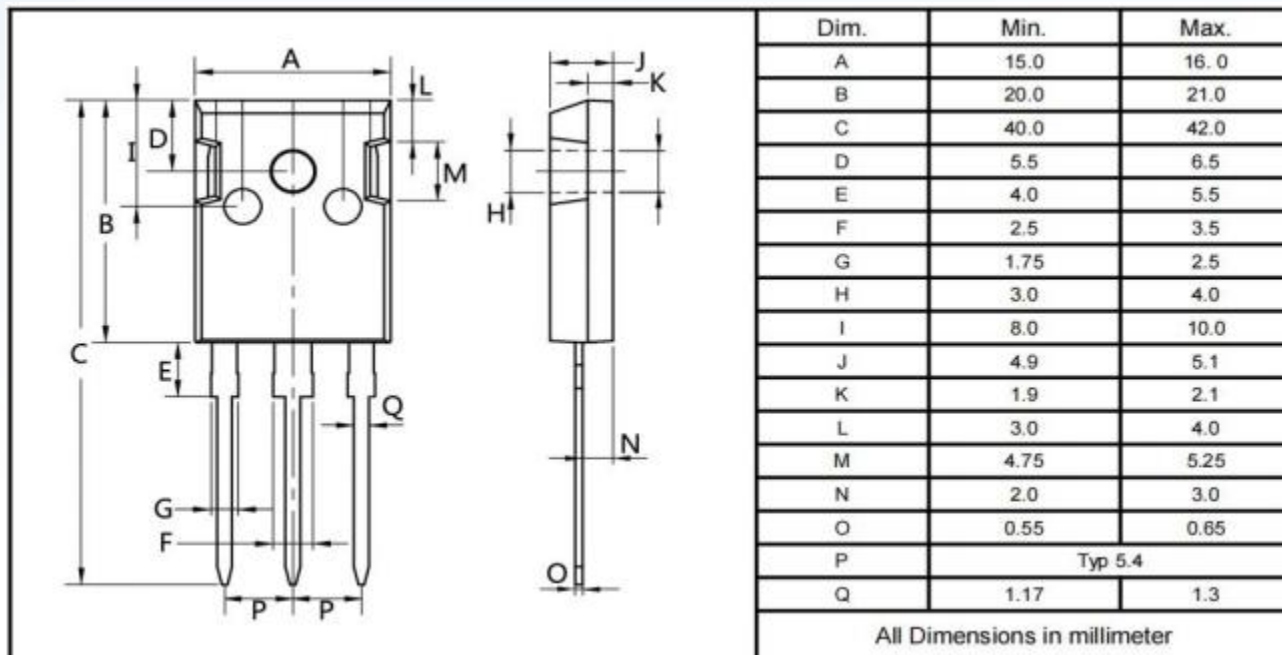 A
L
D
I
M
B
C
E
Q
G
F
P P
J
K
H
N
O
Dim. Min. Max.
A 15.0 16. 0
B 20.0 21.0
C 40.0 42.0
D 5.5 6.5
E 4.0 5.5
F 2.5 3.5
G 1.75 2.5
H 3.0 4.0
I 8.0 10.0
J 4.9 5.1
K 1.9 2.1
L 3.0 4.0
M 4.75 5.25
N 2.0 3.0
O 0.55 0.65
P Typ 5.4
Q 1.17 1.3
All Dimensions in millimeter